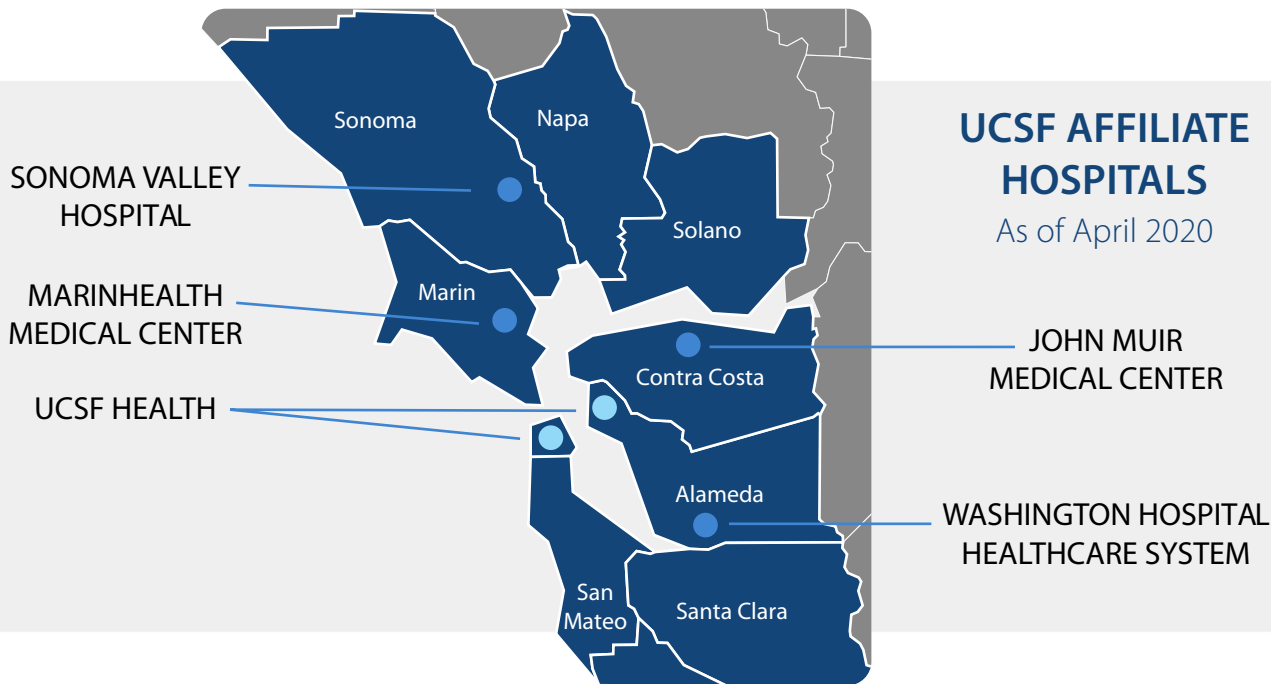 UCSF AFFILIATE
HOSPITALS
As of April 2020
Sonoma
Napa
SONOMA VALLEY
HOSPITAL
Solano
Marin
MARINHEALTH
MEDICAL CENTER
JOHN MUIR
MEDICAL CENTER
Contra Costa
UCSF HEALTH
Alameda
WASHINGTON HOSPITAL
HEALTHCARE SYSTEM
San
Mateo
Santa Clara